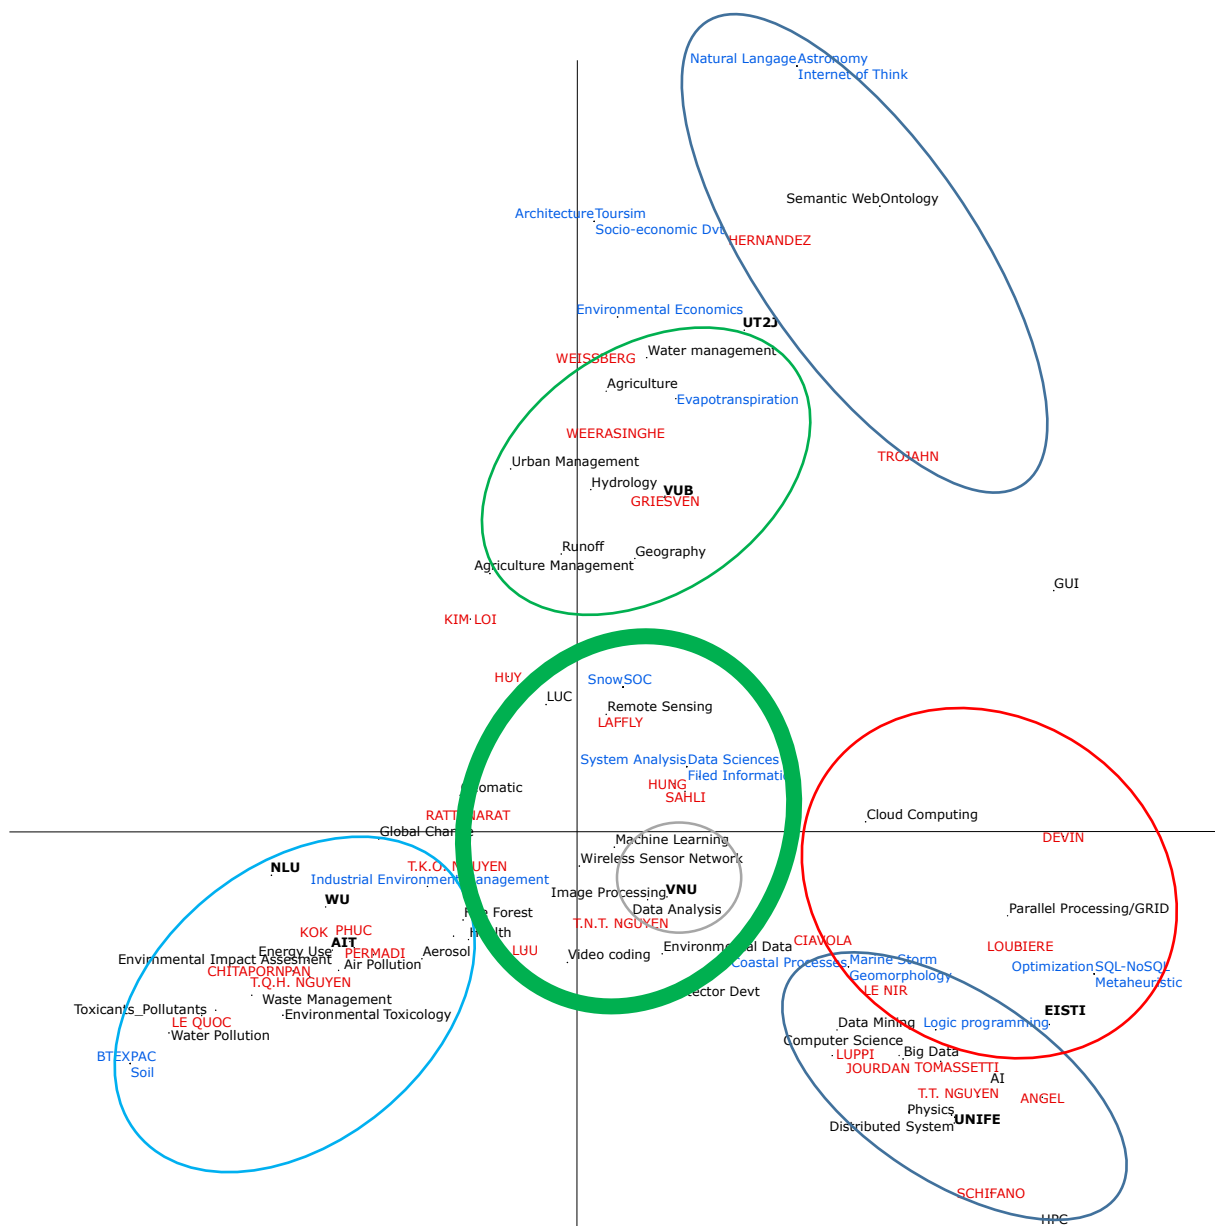 Natural Langage Astronomy
Internet of Think
Semantic Web Ontology
Architecture Toursim
Socio-economic Dvt
HERNANDEZ
Environmental Economics
UT2J
Water management
WEISSBERG
Agriculture
Evapotranspiration
WEERASINGHE
TROJAHN
Urban Management
Hydrology
VUB
GRIESVEN
Runoff
Geography
Agriculture Management
GUI
KIM LOI
HUY
SnowSOC
LUC
Remote Sensing
LAFFLY
System Analysis Data Sciences
Filed Informatic
HUNG
SAHLI
RATTANARAT
Cloud Computing
Global Change
DEVIN
Machine Learning
Wireless Sensor Network
NLU
T.K.O. NGUYEN
Industrial Environment Management
VNU
Image Processing
WU
Data Analysis
Parallel Processing/GRID
T.N.T. NGUYEN
KOK
PHUC
AIT
Health
CIAVOLA
LOUBIERE
Energy Use
PERMADI
Aerosol
LUU
Video coding
Environmental Data
Environmental Impact Assesment
Air Pollution
Coastal Processes Marine Storm
Geomorphology
Optimization SQL-NoSQL
Metaheuristic
CHITAPORNPAN
T.Q.H. NGUYEN
LE NIR
Waste Management
Toxicants_Pollutants
Environmental Toxicology
EISTI
LE QUOC
Data Mining
Logic programming
Water Pollution
Computer Science
BTEXPAC
LUPPI
Big Data
Soil
JOURDAN
TOMASSETTI
AI
T.T. NGUYEN
ANGEL
Physics
UNIFE
Distributed System
SCHIFANO
HPC